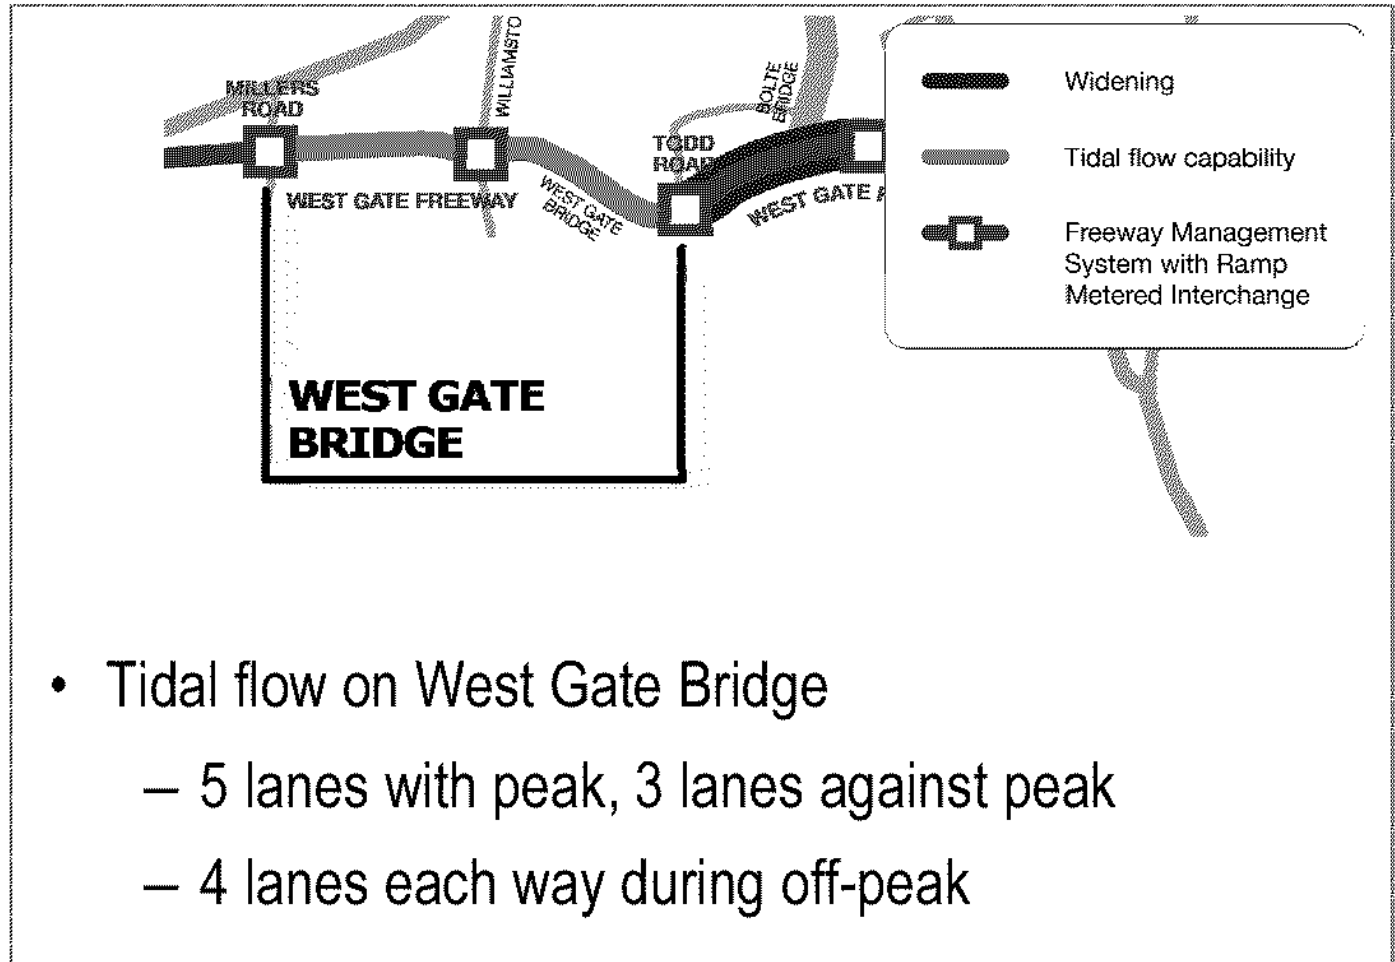 WILLIAMSTO
BOLTE
BRIDGE
MILLERS
ROAD
TODD
ROAD
WEST GATE FREEWAY
WEST GATE
BRIDGE
WEST GATE
Widening
Tidal flow capability
Freeway Management
System with Ramp
Metered Interchange
WEST GATE
BRIDGE
• Tidal flow on West Gate Bridge
– 5 lanes with peak, 3 lanes against peak
– 4 lanes each way during off-peak